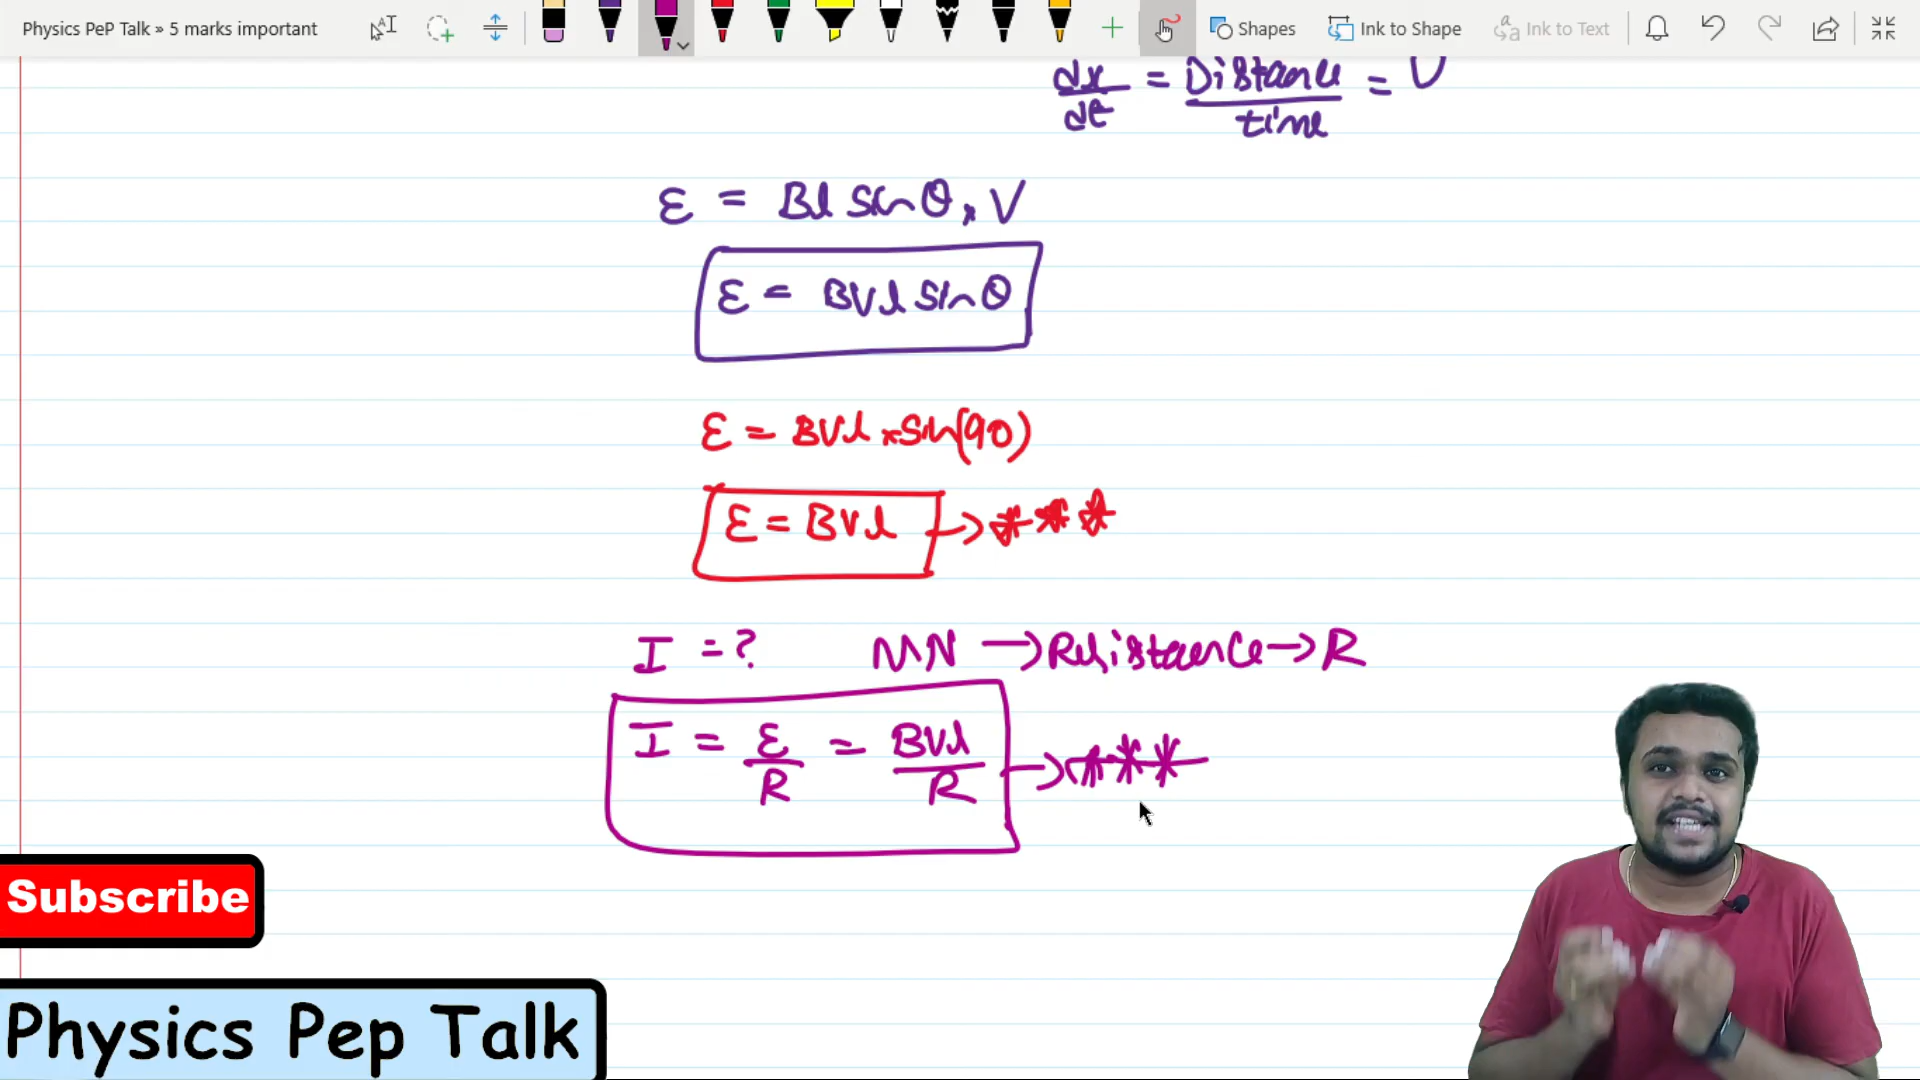 Physics PeP Talk » 5 marks important
Shapes
Ink to Shape
Ink to Text
dx/dt = Distance/time = V
ε = Bl sinθ × V
ε = BVl sinθ
ε = BVl × sin(90)
ε = BVl → ***
I = ? MN → Resistance → R
I = ε/R = BVl/R → ***
Subscribe
Physics Pep Talk